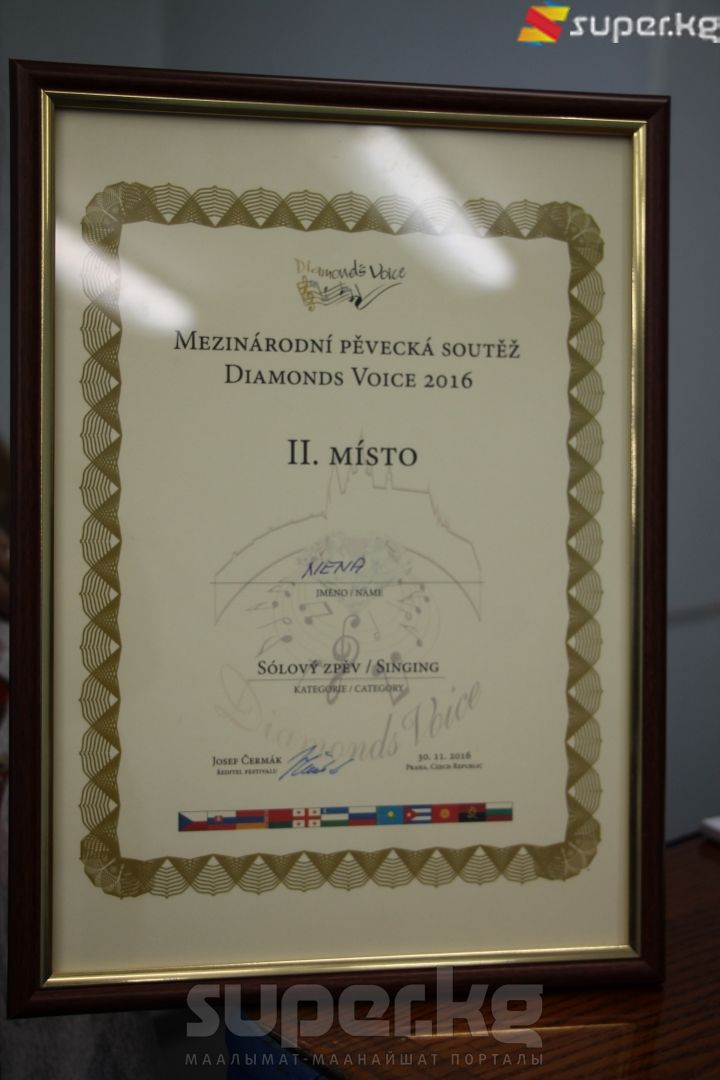 super.kg
Diamonds Voice
MEZINÁRODNÍ PĚVECKÁ SOUTĚŽ
DIAMONDS VOICE 2016
II. MÍSTO
NENA
JMÉNO / NAME
SÓLOVÝ ZPĚV / SINGING
KATEGORIE / CATEGORY
Diamonds Voice
JOSEF ČERMÁK
ŘEDITEL FESTIVALU
30. 11. 2016
PRAHA, CZECH REPUBLIC
super.kg
МААЛЫМАТ-МААНАЙШАТ ПОРТАЛЫ